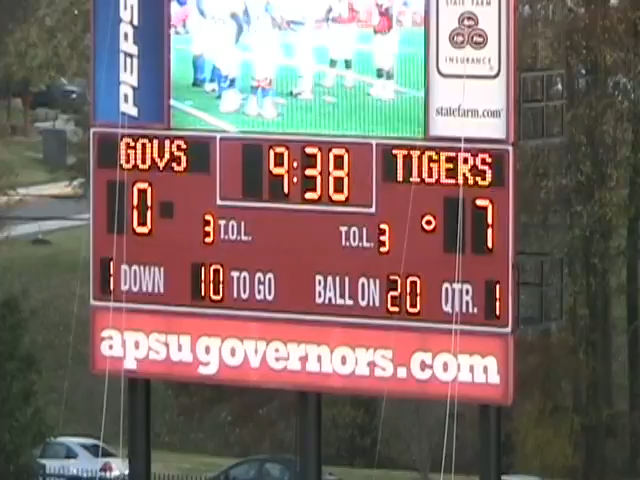 PEPSI
STATE FARM
INSURANCE
statefarm.com
GOVS 9:38 TIGERS
0 3 T.O.L. T.O.L. 3 7
1 DOWN 10 TO GO BALL ON 20 QTR. 1
apsugovernors.com